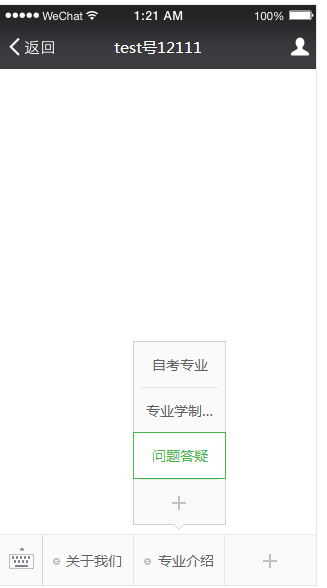 WeChat 1:21 AM 100%
返回 test号12111
自考专业
专业学制...
问题答疑
+
关于我们 专业介绍 +